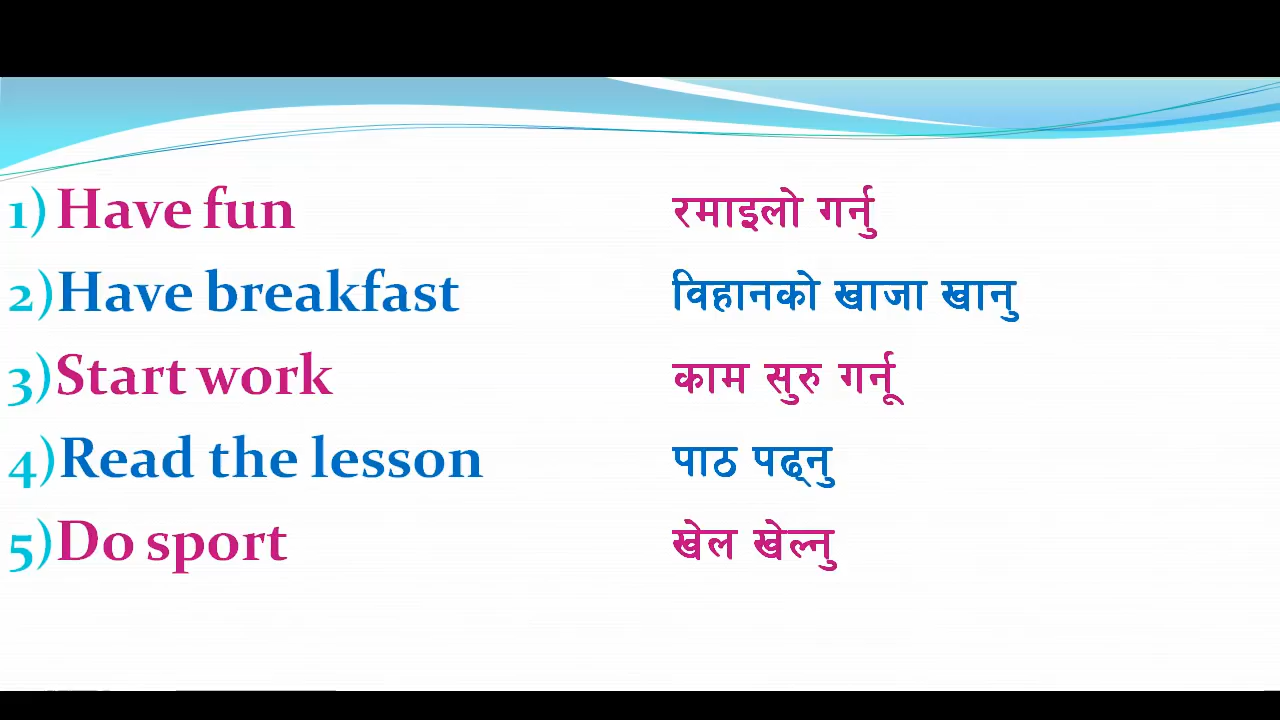 1) Have fun रमाइलो गर्नु
2)Have breakfast विहानको खाजा खानु
3)Start work काम सुरु गर्नू
4)Read the lesson पाठ पढ्नु
5)Do sport खेल खेल्नु